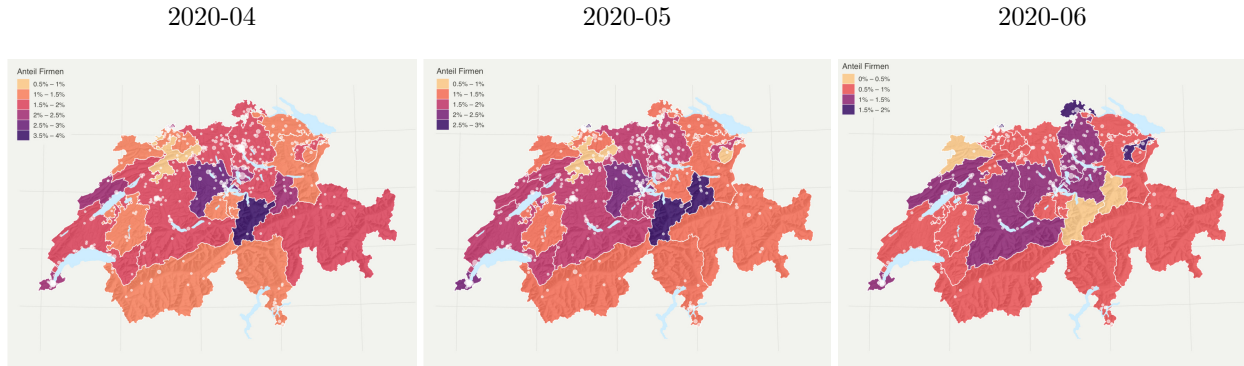 2020-04
2020-05
2020-06
Anteil Firmen
0.5% – 1%
1% – 1.5%
1.5% – 2%
2% – 2.5%
2.5% – 3%
3.5% – 4%
Anteil Firmen
0.5% – 1%
1% – 1.5%
1.5% – 2%
2% – 2.5%
2.5% – 3%
Anteil Firmen
0% – 0.5%
0.5% – 1%
1% – 1.5%
1.5% – 2%